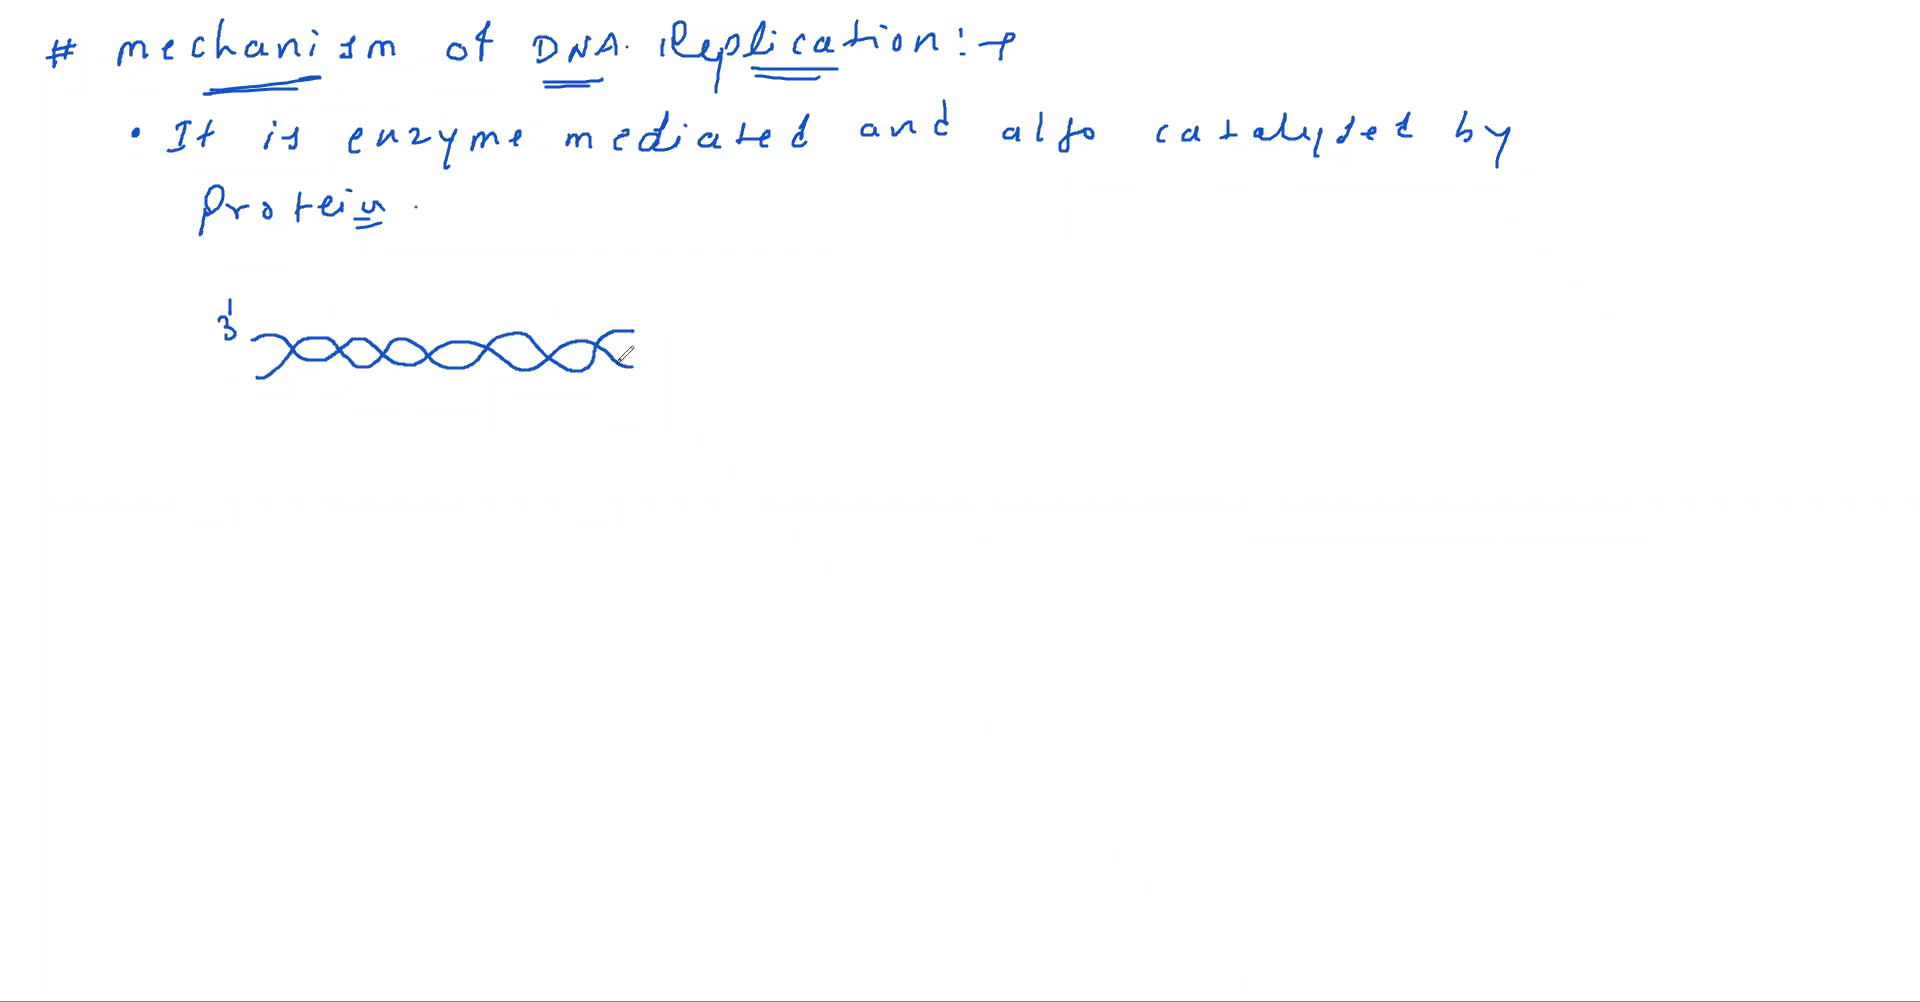 # mechanism of DNA Replication :→
• It is enzyme mediated and also catalysed by
Protein.
3'